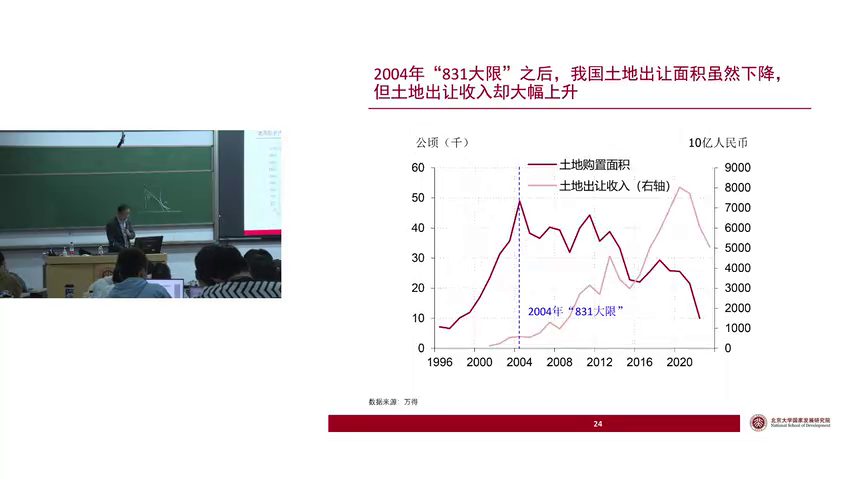 2004年“831大限”之后，我国土地出让面积虽然下降，
但土地出让收入却大幅上升
公顷（千）
10亿人民币
土地购置面积
土地出让收入（右轴）
60
50
40
30
20
10
0
9000
8000
7000
6000
5000
4000
3000
2000
1000
0
2004年“831大限”
1996 2000 2004 2008 2012 2016 2020
数据来源：万得
24
北京大学国家发展研究院
National School of Development